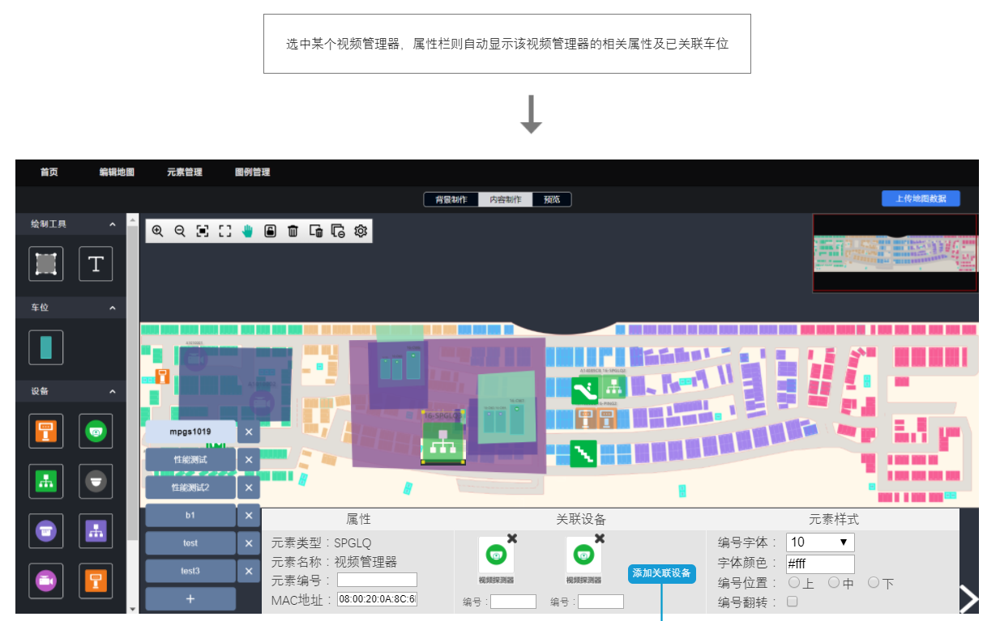 选中某个视频管理器，属性栏则自动显示该视频管理器的相关属性及已关联车位
首页 编辑地图 元素管理 图例管理
背景制作 内容制作 预览 上传地图数据
绘制工具
T
车位
设备
16-SPGLQ
mpgs1019 ×
性能测试 ×
性能测试2 ×
b1 ×
test ×
test3 ×
+
属性 关联设备 元素样式
元素类型：SPGLQ
元素名称：视频管理器
元素编号：
MAC地址：08:00:20:0A:8C:6
视频探测器 视频探测器
编号： 编号：
添加关联设备
编号字体： 10
字体颜色： #fff
编号位置： 上 中 下
编号翻转：